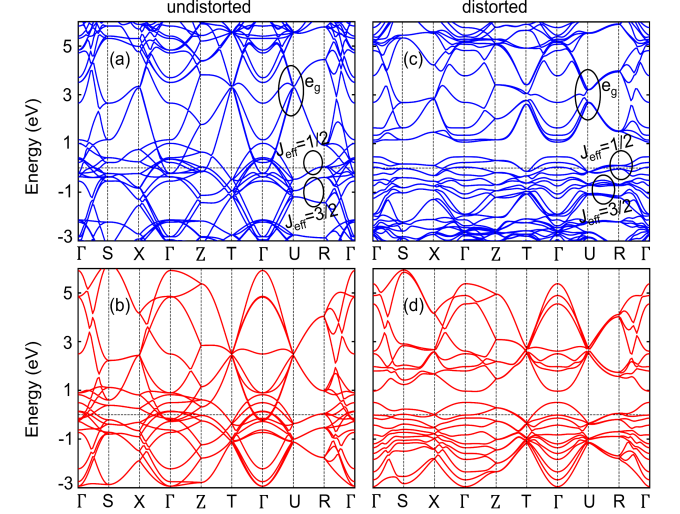 undistorted
distorted
5
3
1
-1
-3
Energy (eV)
(a)
e_g
J_eff=1/2
J_eff=3/2
Γ S X Γ Z T Γ U R Γ
(c)
e_g
J_eff=1/2
J_eff=3/2
Γ S X Γ Z T Γ U R Γ
5
3
1
-1
-3
Energy (eV)
(b)
Γ S X Γ Z T Γ U R Γ
(d)
Γ S X Γ Z T Γ U R Γ